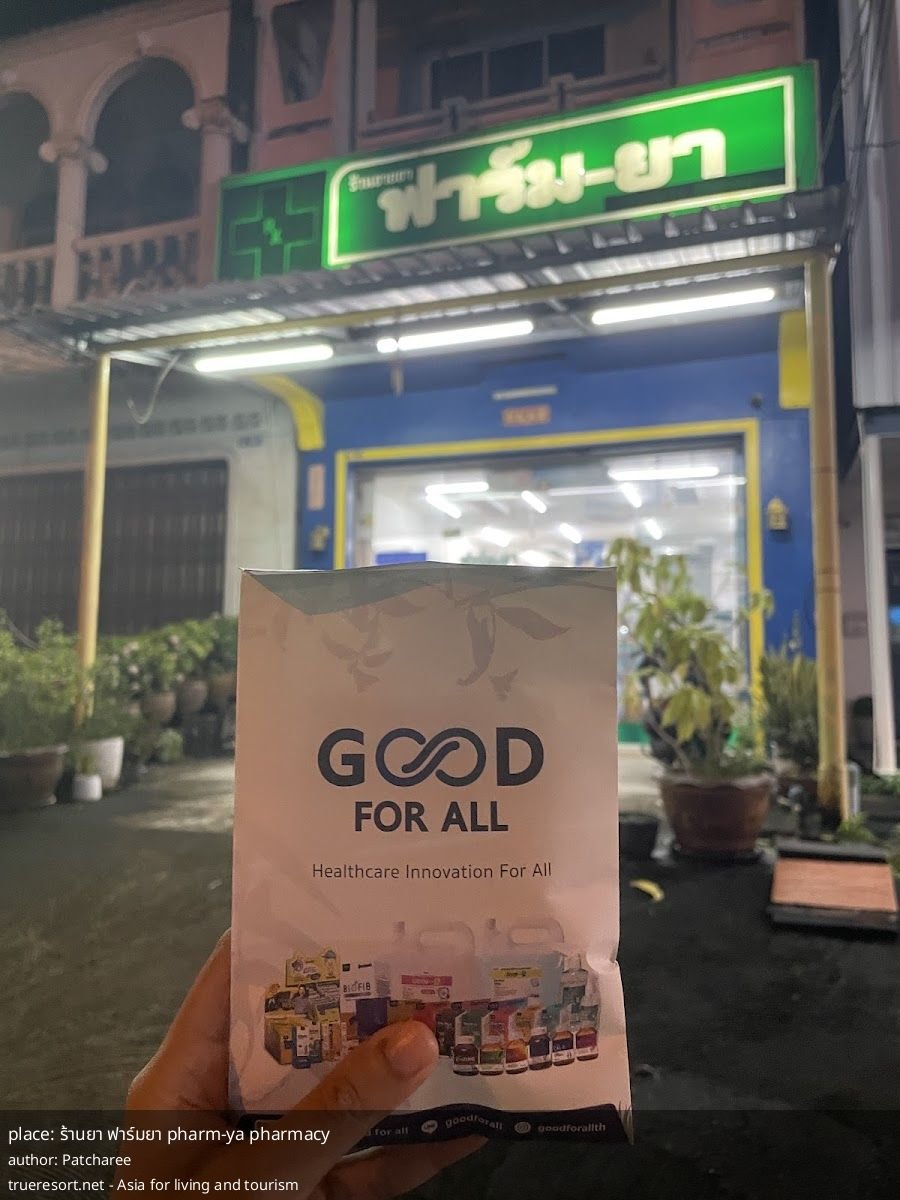 ร้านขายยา
ฟาร์ม-ยา
GOOD
FOR ALL
Healthcare Innovation For All
BIOFIB
for all
goodforall
goodforallth
place: ร้านยา ฟาร์มยา pharm-ya pharmacy
author: Patcharee
trueresort.net - Asia for living and tourism